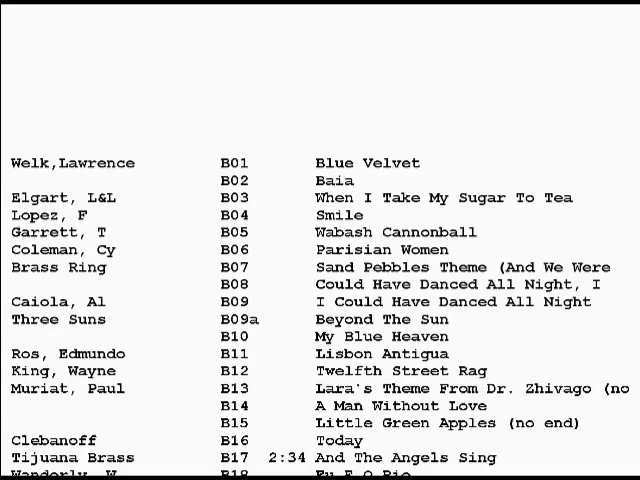 Welk,Lawrence B01 Blue Velvet
B02 Baia
Elgart, L&L B03 When I Take My Sugar To Tea
Lopez, F B04 Smile
Garrett, T B05 Wabash Cannonball
Coleman, Cy B06 Parisian Women
Brass Ring B07 Sand Pebbles Theme (And We Were
B08 Could Have Danced All Night, I
Caiola, Al B09 I Could Have Danced All Night
Three Suns B09a Beyond The Sun
B10 My Blue Heaven
Ros, Edmundo B11 Lisbon Antigua
King, Wayne B12 Twelfth Street Rag
Muriat, Paul B13 Lara's Theme From Dr. Zhivago (no
B14 A Man Without Love
B15 Little Green Apples (no end)
Clebanoff B16 Today
Tijuana Brass B17 2:34 And The Angels Sing
Wanderly, W B18